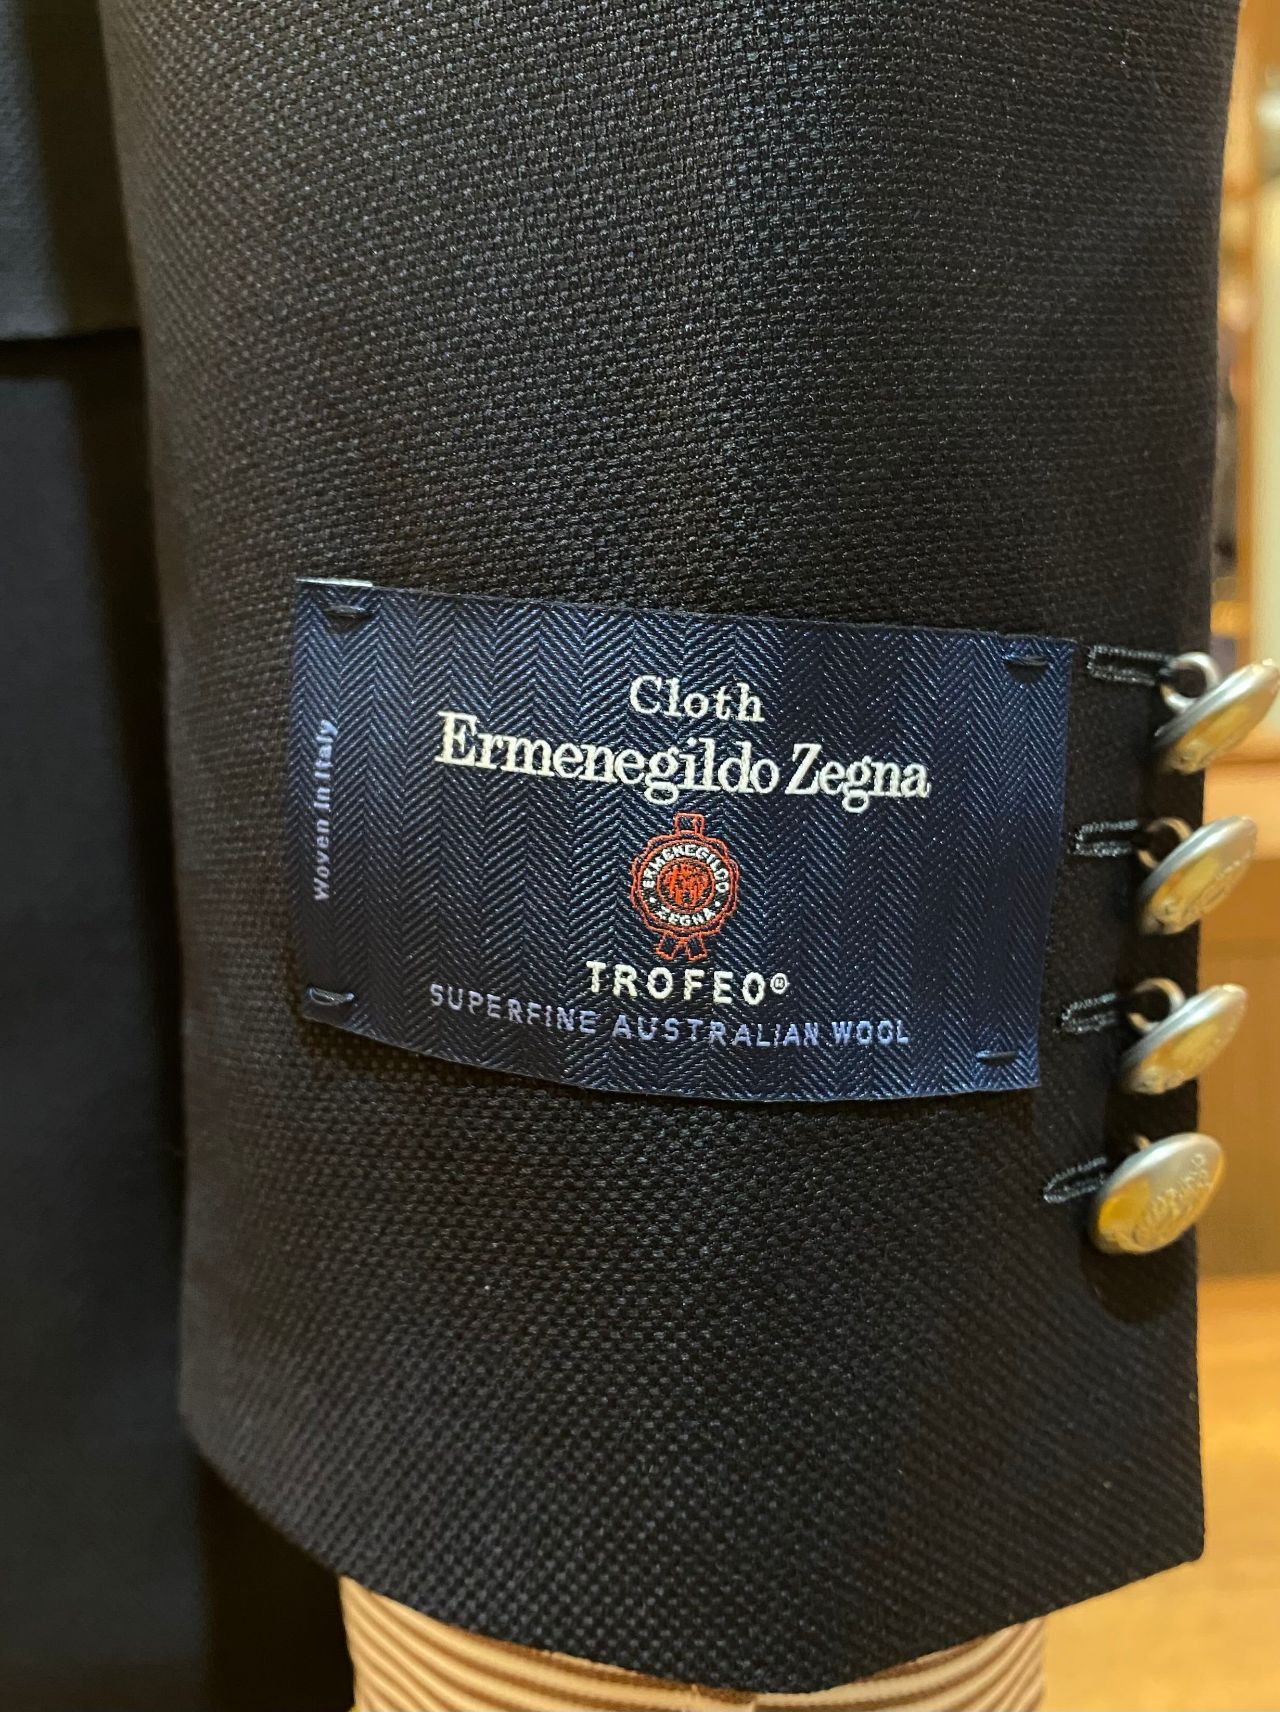 Cloth
Ermenegildo Zegna
ERMENEGILDO
ZEGNA
TROFEO®
SUPERFINE AUSTRALIAN WOOL
Woven in Italy